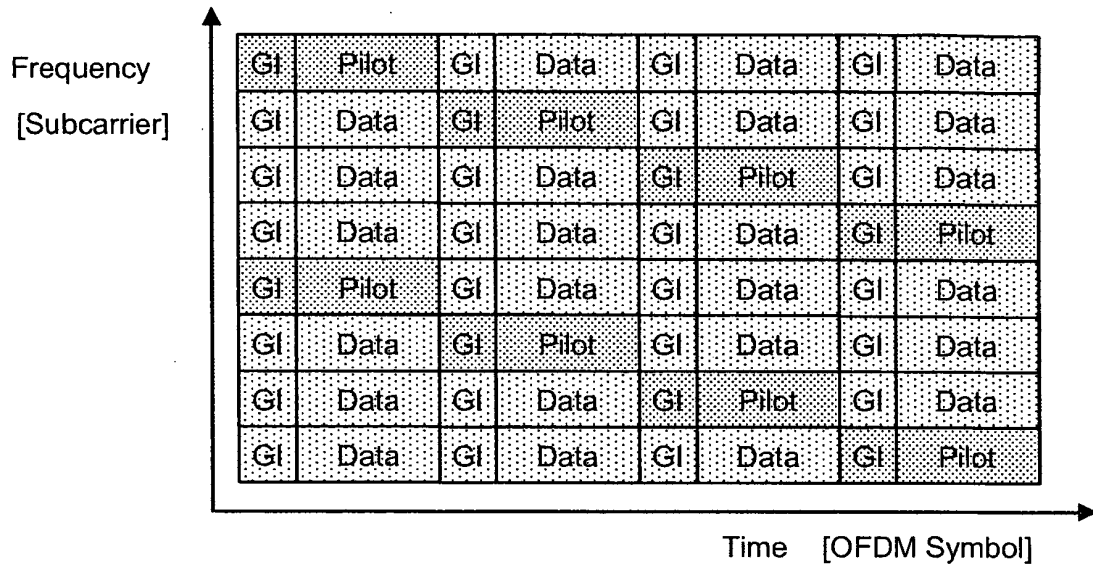 Frequency
[Subcarrier]
GI Pilot GI Data GI Data GI Data
GI Data GI Pilot GI Data GI Data
GI Data GI Data GI Pilot GI Data
GI Data GI Data GI Data GI Pilot
GI Pilot GI Data GI Data GI Data
GI Data GI Pilot GI Data GI Data
GI Data GI Data GI Pilot GI Data
GI Data GI Data GI Data GI Pilot
Time [OFDM Symbol]